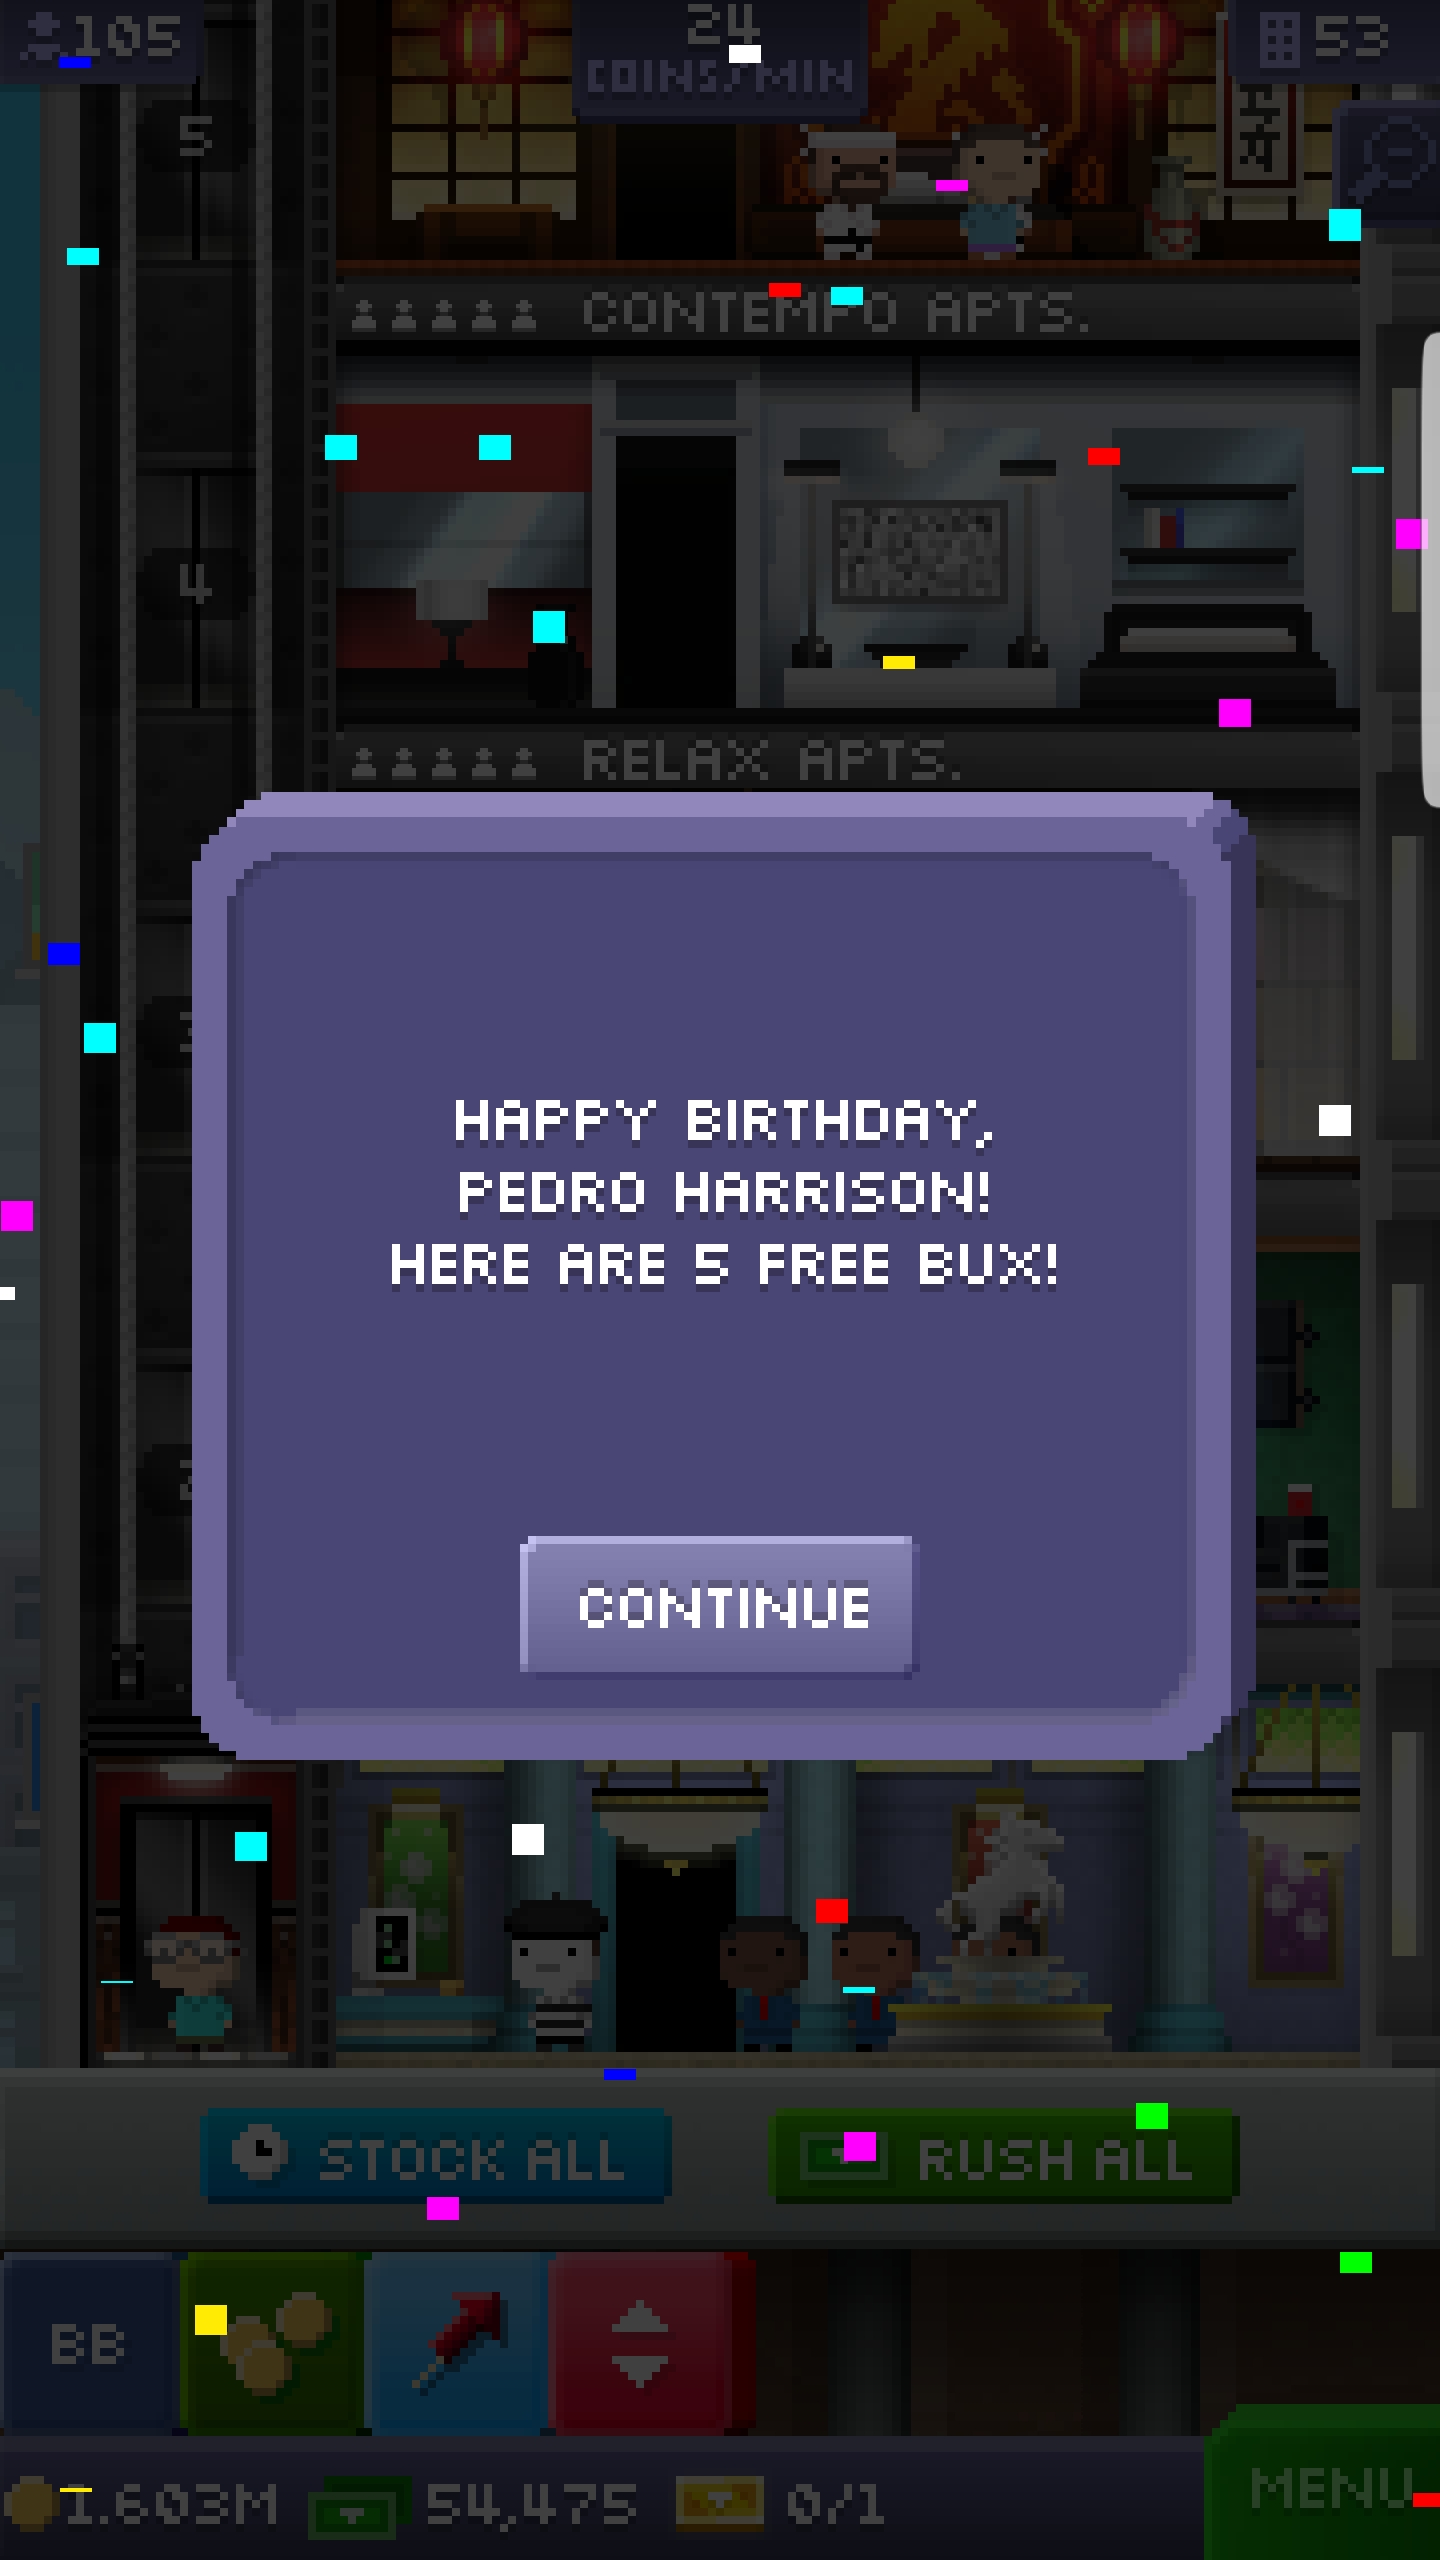 105
24
COINS/MIN
53
5
CONTEMPO APTS.
4
RELAX APTS.
HAPPY BIRTHDAY,
PEDRO HARRISON!
HERE ARE 5 FREE BUX!
CONTINUE
STOCK ALL
RUSH ALL
BB
1.603M
54,475
0/1
MENU